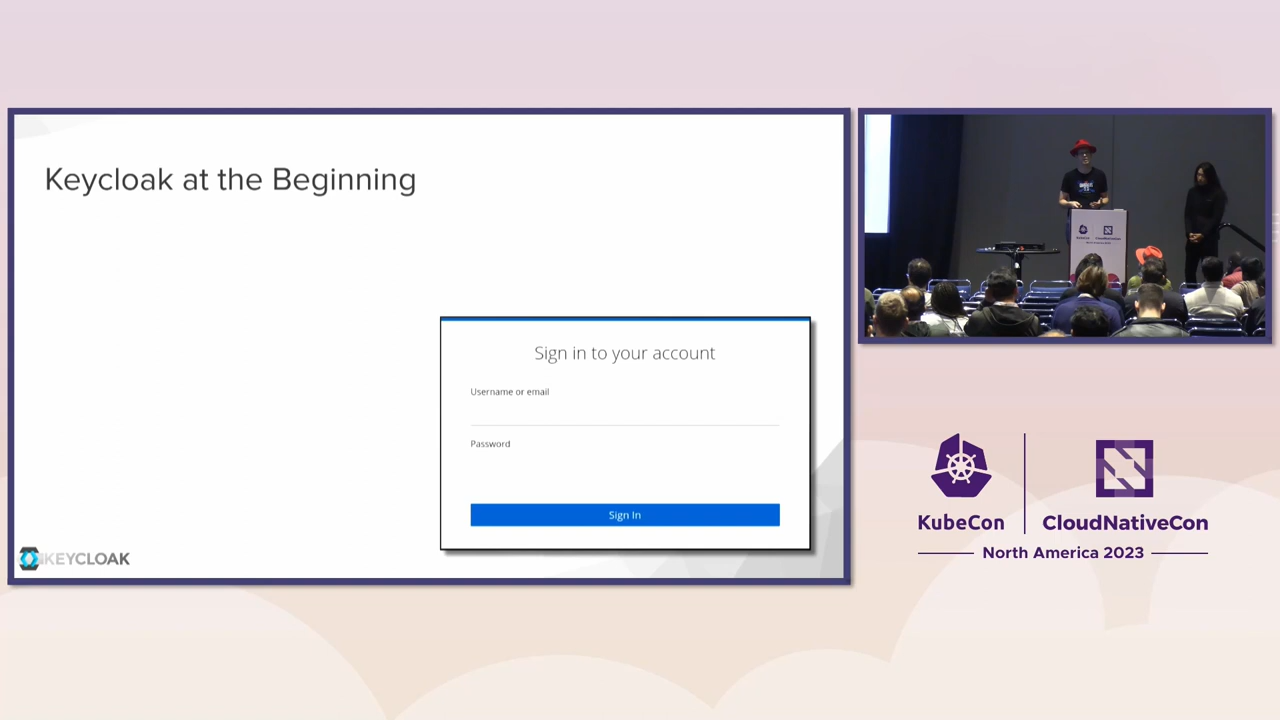 Keycloak at the Beginning
Sign in to your account
Username or email
Password
Sign In
KEYCLOAK
KubeCon
CloudNativeCon
North America 2023